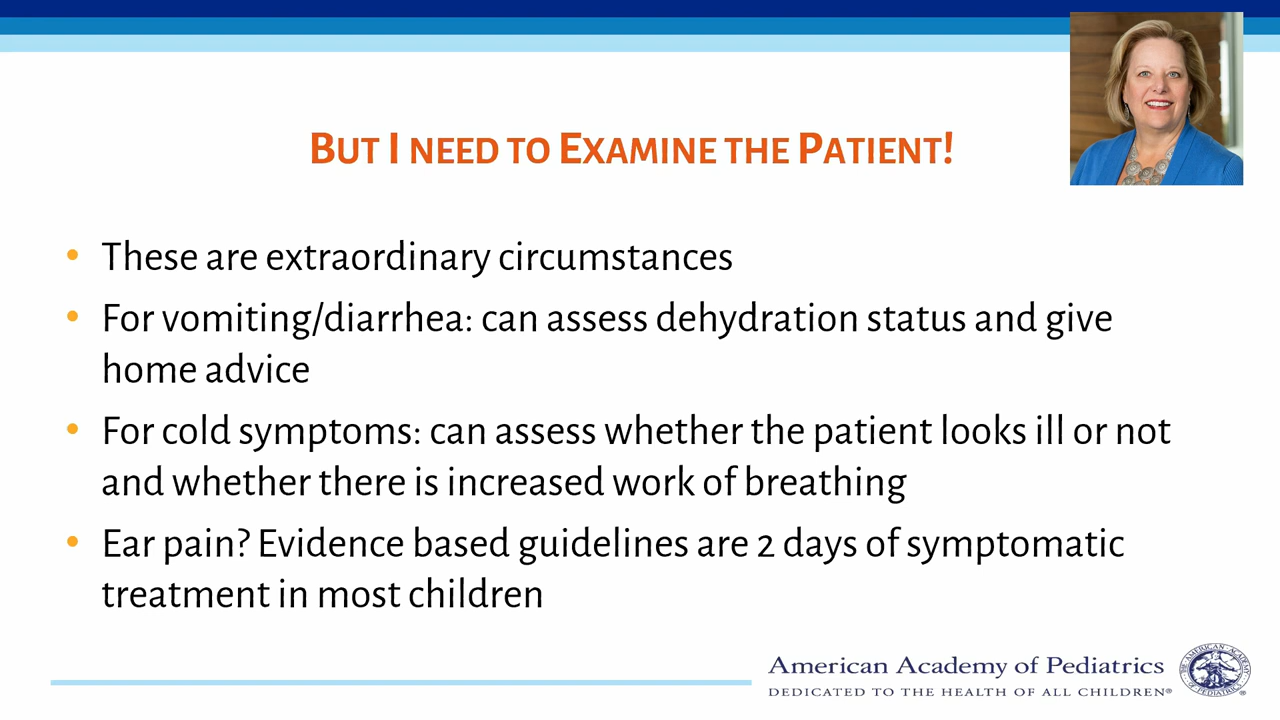 BUT I NEED TO EXAMINE THE PATIENT!
• These are extraordinary circumstances
• For vomiting/diarrhea: can assess dehydration status and give
home advice
• For cold symptoms: can assess whether the patient looks ill or not
and whether there is increased work of breathing
• Ear pain? Evidence based guidelines are 2 days of symptomatic
treatment in most children
American Academy of Pediatrics
DEDICATED TO THE HEALTH OF ALL CHILDREN®